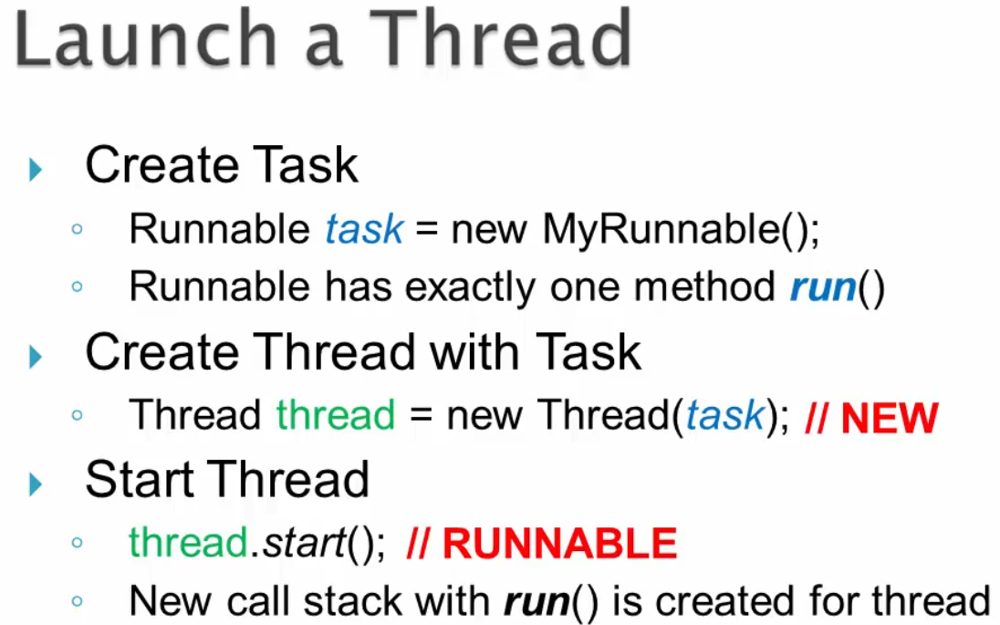 Launch a Thread
Create Task
Runnable task = new MyRunnable();
Runnable has exactly one method run()
Create Thread with Task
Thread thread = new Thread(task); // NEW
Start Thread
thread.start(); // RUNNABLE
New call stack with run() is created for thread